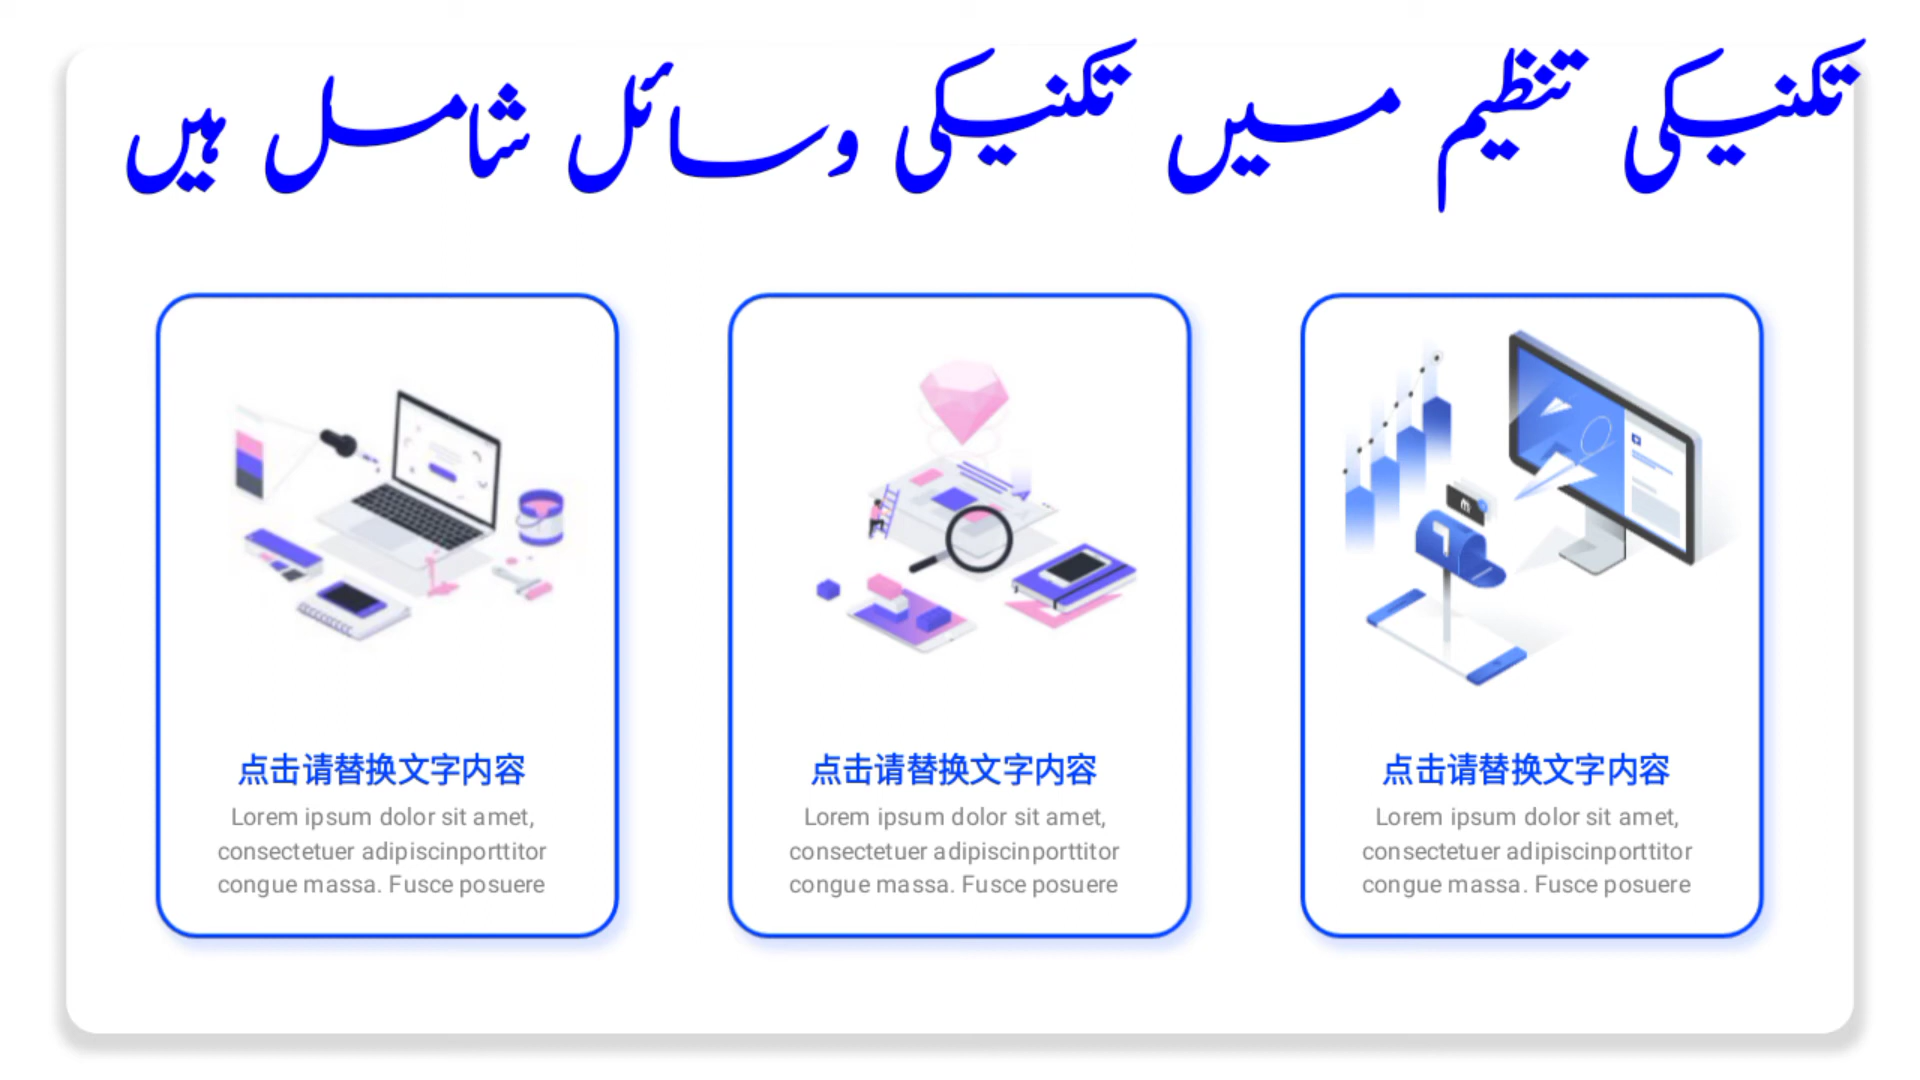 تکنیکی تنظیم میں تکنیکی وسائل شامل ہیں
点击请替换文字内容
Lorem ipsum dolor sit amet,
consectetuer adipiscinporttitor
congue massa. Fusce posuere
点击请替换文字内容
Lorem ipsum dolor sit amet,
consectetuer adipiscinporttitor
congue massa. Fusce posuere
点击请替换文字内容
Lorem ipsum dolor sit amet,
consectetuer adipiscinporttitor
congue massa. Fusce posuere